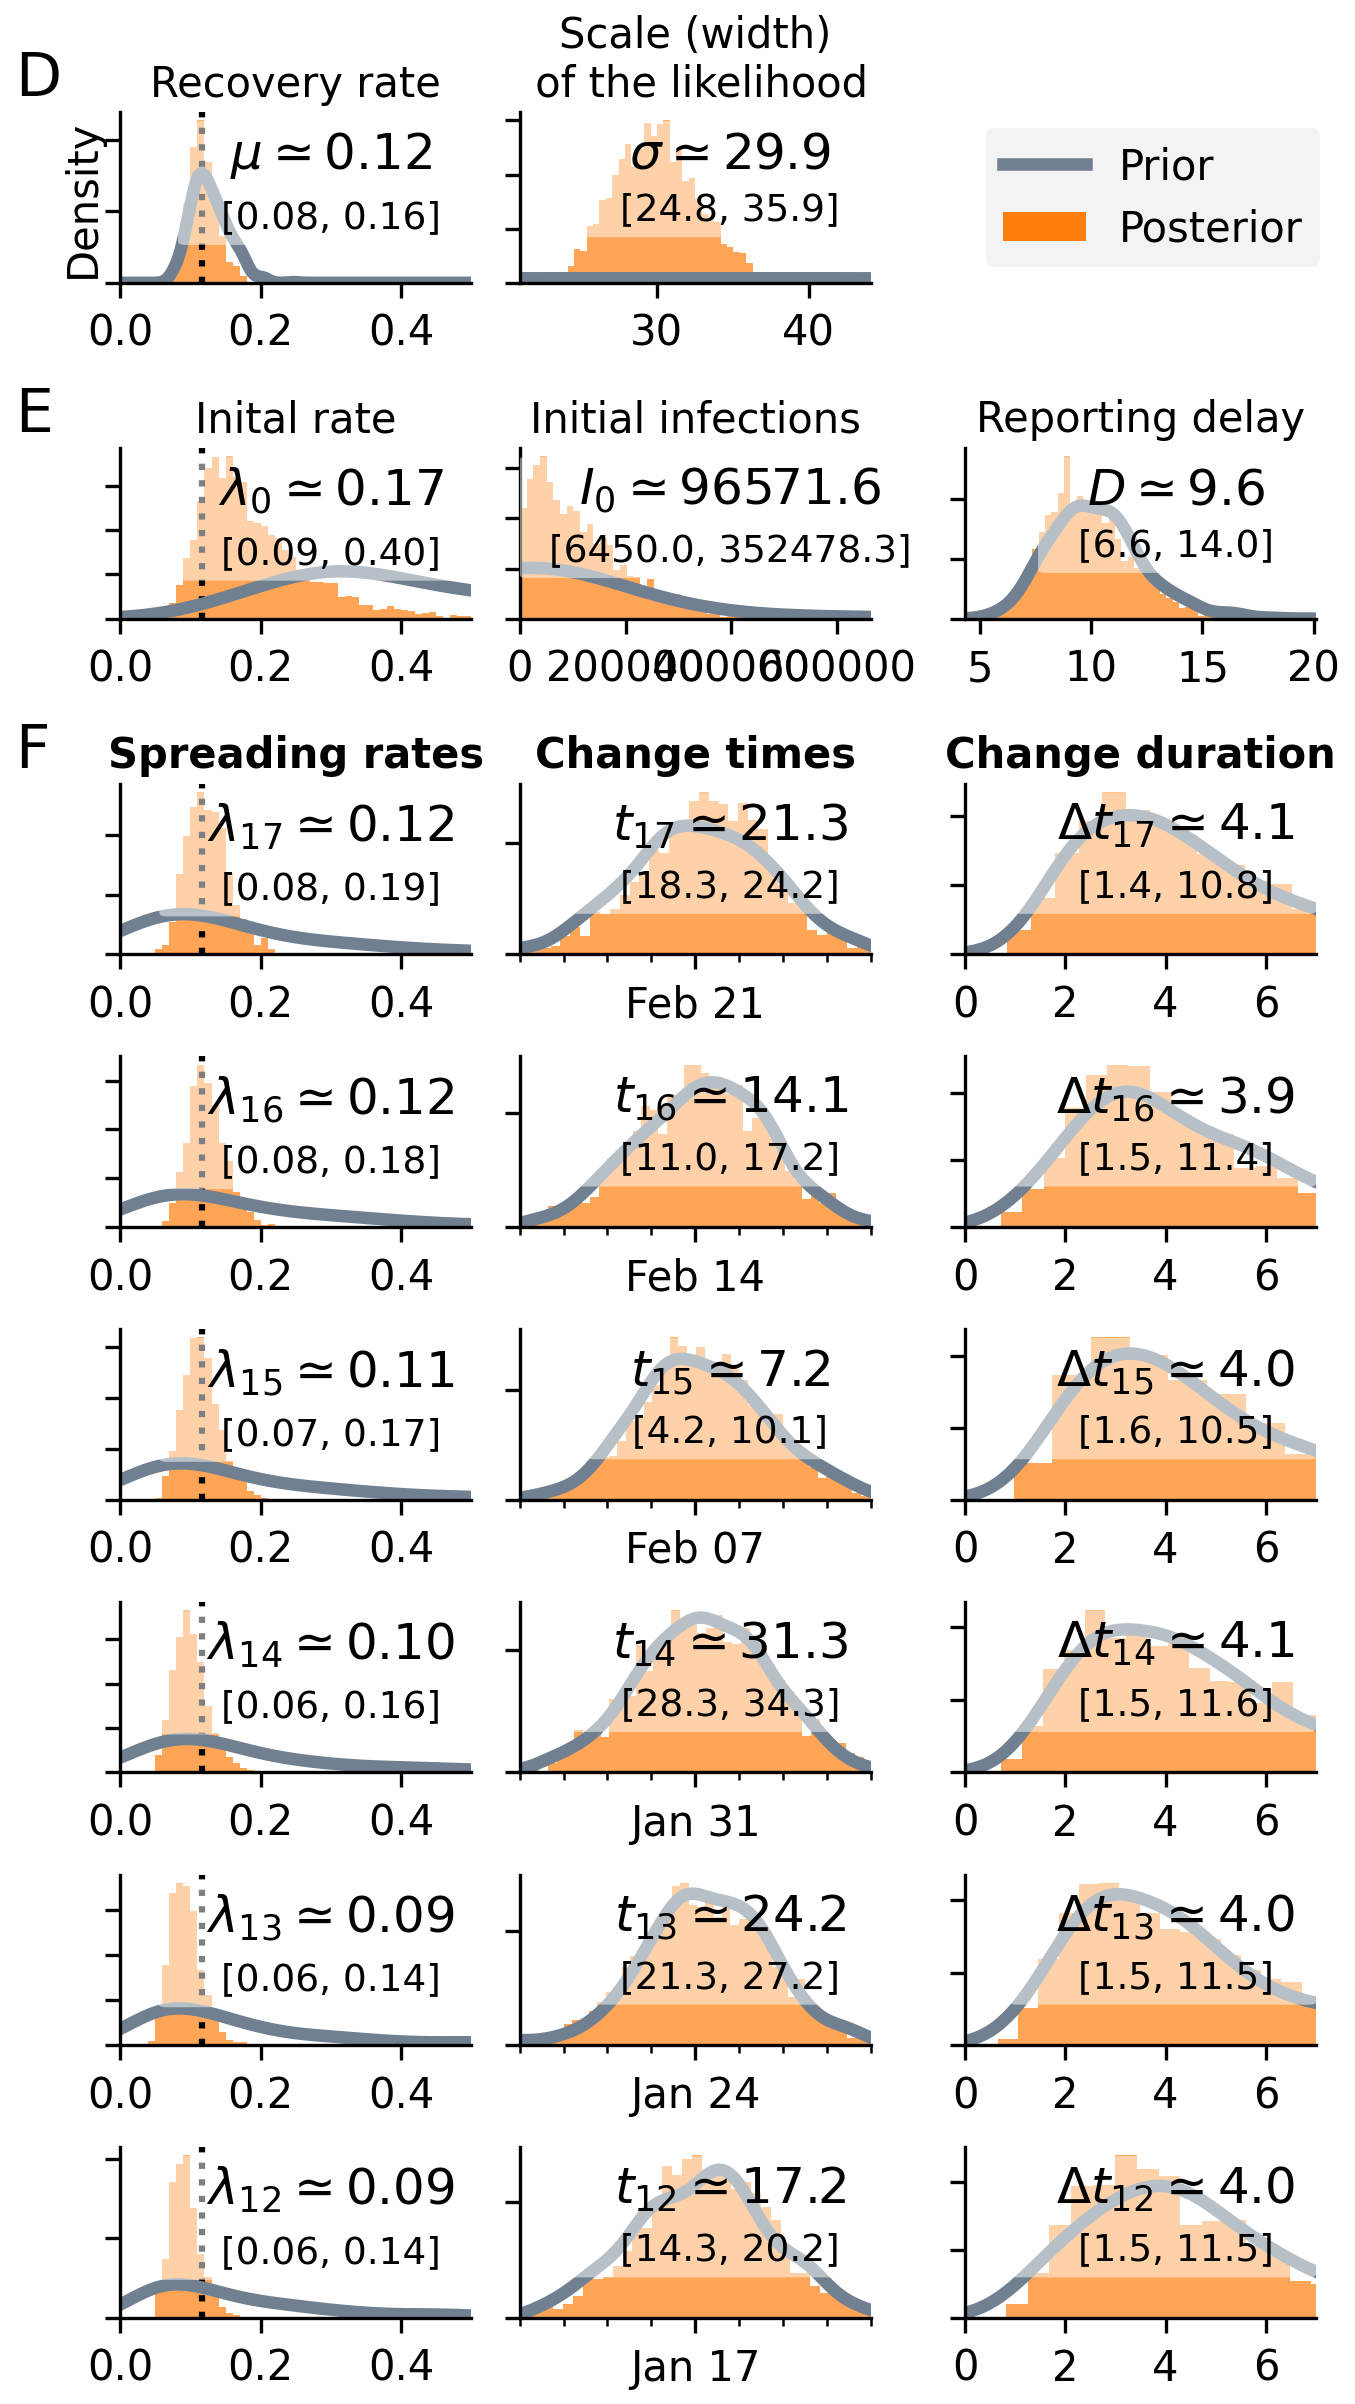 D
Recovery rate
Scale (width)
of the likelihood
Density
μ ≃ 0.12
[0.08, 0.16]
0.0 0.2 0.4
σ ≃ 29.9
[24.8, 35.9]
30 40
Prior
Posterior
E
Inital rate
λ0 ≃ 0.17
[0.09, 0.40]
0.0 0.2 0.4
Initial infections
I0 ≃ 96571.6
[6450.0, 352478.3]
0 200000 400000 600000
Reporting delay
D ≃ 9.6
[6.6, 14.0]
5 10 15 20
F
Spreading rates
Change times
Change duration
λ17 ≃ 0.12
[0.08, 0.19]
0.0 0.2 0.4
t17 ≃ 21.3
[18.3, 24.2]
Feb 21
Δt17 ≃ 4.1
[1.4, 10.8]
0 2 4 6
λ16 ≃ 0.12
[0.08, 0.18]
0.0 0.2 0.4
t16 ≃ 14.1
[11.0, 17.2]
Feb 14
Δt16 ≃ 3.9
[1.5, 11.4]
0 2 4 6
λ15 ≃ 0.11
[0.07, 0.17]
0.0 0.2 0.4
t15 ≃ 7.2
[4.2, 10.1]
Feb 07
Δt15 ≃ 4.0
[1.6, 10.5]
0 2 4 6
λ14 ≃ 0.10
[0.06, 0.16]
0.0 0.2 0.4
t14 ≃ 31.3
[28.3, 34.3]
Jan 31
Δt14 ≃ 4.1
[1.5, 11.6]
0 2 4 6
λ13 ≃ 0.09
[0.06, 0.14]
0.0 0.2 0.4
t13 ≃ 24.2
[21.3, 27.2]
Jan 24
Δt13 ≃ 4.0
[1.5, 11.5]
0 2 4 6
λ12 ≃ 0.09
[0.06, 0.14]
0.0 0.2 0.4
t12 ≃ 17.2
[14.3, 20.2]
Jan 17
Δt12 ≃ 4.0
[1.5, 11.5]
0 2 4 6